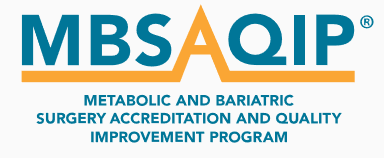 MBSAQIP®
METABOLIC AND BARIATRIC
SURGERY ACCREDITATION AND QUALITY
IMPROVEMENT PROGRAM